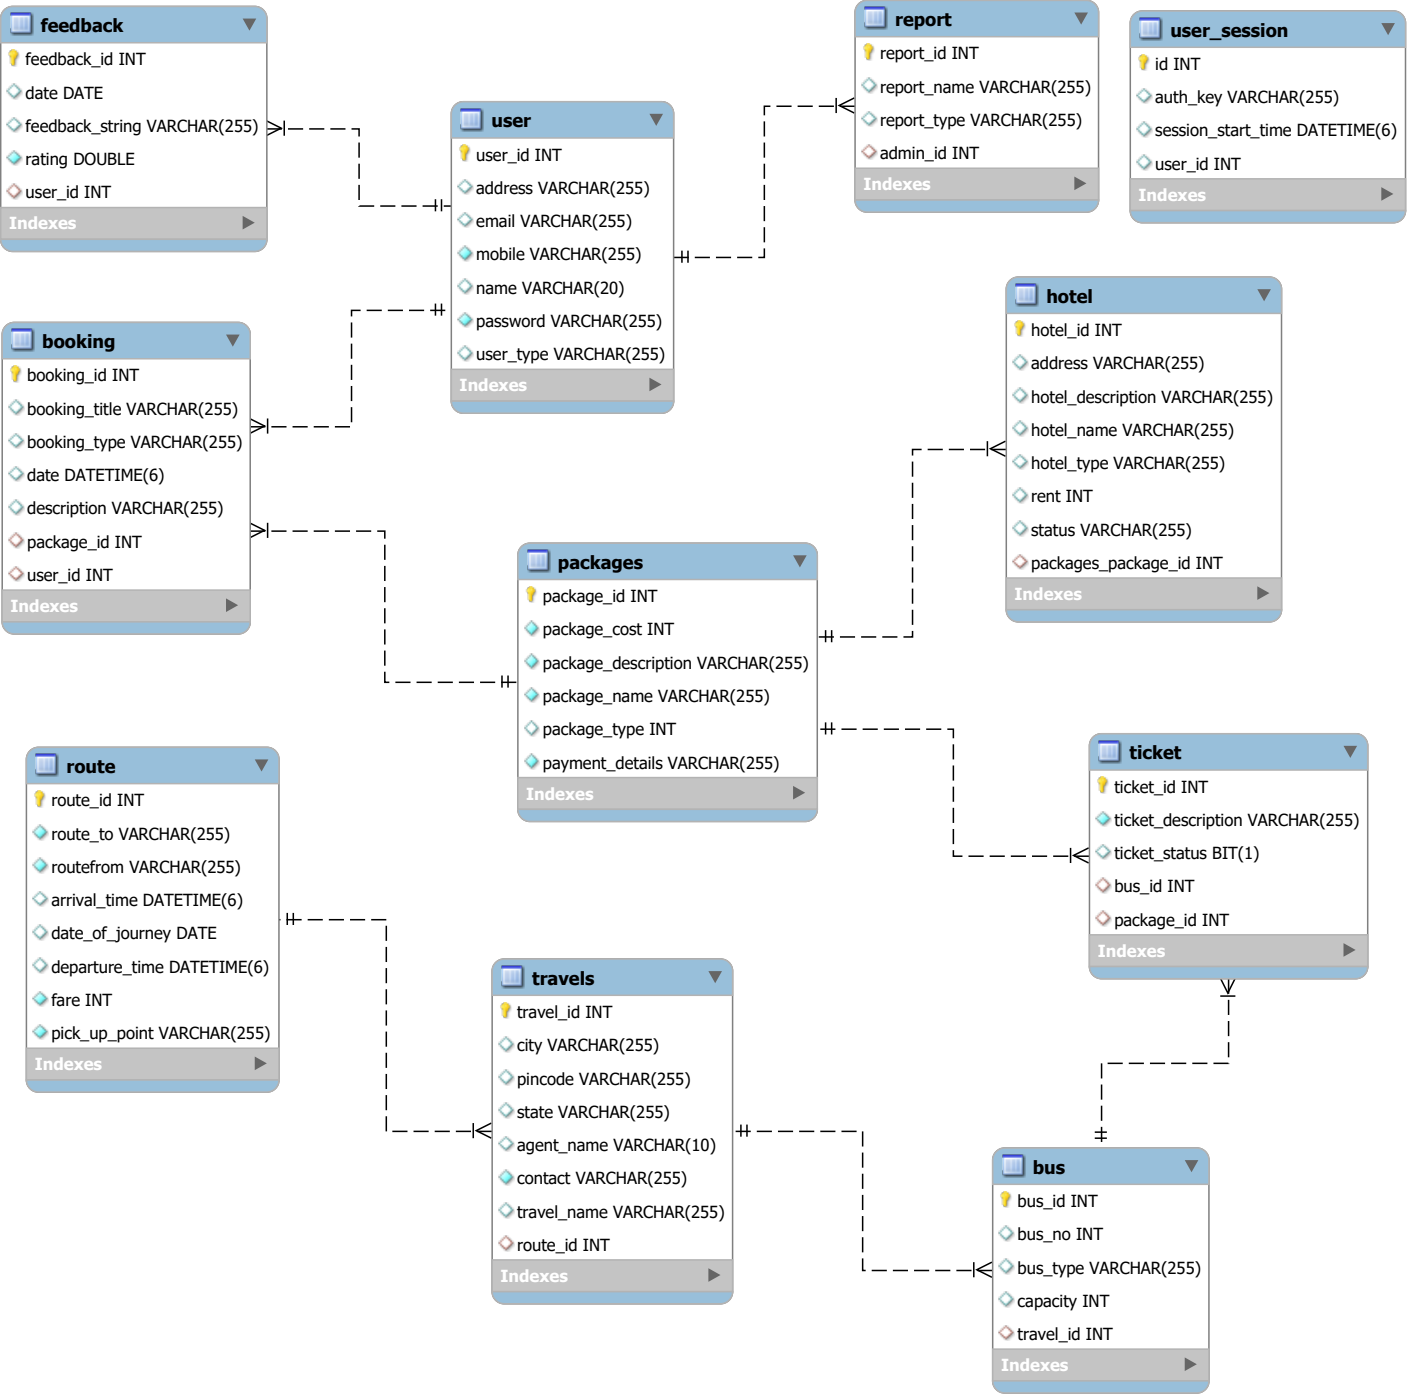 feedback
feedback_id INT
date DATE
feedback_string VARCHAR(255)
rating DOUBLE
user_id INT
Indexes
user
user_id INT
address VARCHAR(255)
email VARCHAR(255)
mobile VARCHAR(255)
name VARCHAR(20)
password VARCHAR(255)
user_type VARCHAR(255)
Indexes
report
report_id INT
report_name VARCHAR(255)
report_type VARCHAR(255)
admin_id INT
Indexes
user_session
id INT
auth_key VARCHAR(255)
session_start_time DATETIME(6)
user_id INT
Indexes
booking
booking_id INT
booking_title VARCHAR(255)
booking_type VARCHAR(255)
date DATETIME(6)
description VARCHAR(255)
package_id INT
user_id INT
Indexes
hotel
hotel_id INT
address VARCHAR(255)
hotel_description VARCHAR(255)
hotel_name VARCHAR(255)
hotel_type VARCHAR(255)
rent INT
status VARCHAR(255)
packages_package_id INT
Indexes
packages
package_id INT
package_cost INT
package_description VARCHAR(255)
package_name VARCHAR(255)
package_type INT
payment_details VARCHAR(255)
Indexes
route
route_id INT
route_to VARCHAR(255)
routefrom VARCHAR(255)
arrival_time DATETIME(6)
date_of_journey DATE
departure_time DATETIME(6)
fare INT
pick_up_point VARCHAR(255)
Indexes
ticket
ticket_id INT
ticket_description VARCHAR(255)
ticket_status BIT(1)
bus_id INT
package_id INT
Indexes
travels
travel_id INT
city VARCHAR(255)
pincode VARCHAR(255)
state VARCHAR(255)
agent_name VARCHAR(10)
contact VARCHAR(255)
travel_name VARCHAR(255)
route_id INT
Indexes
bus
bus_id INT
bus_no INT
bus_type VARCHAR(255)
capacity INT
travel_id INT
Indexes